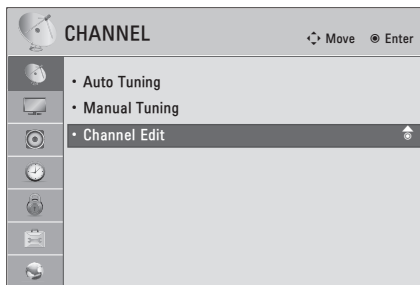 CHANNEL
Move Enter
• Auto Tuning
• Manual Tuning
• Channel Edit